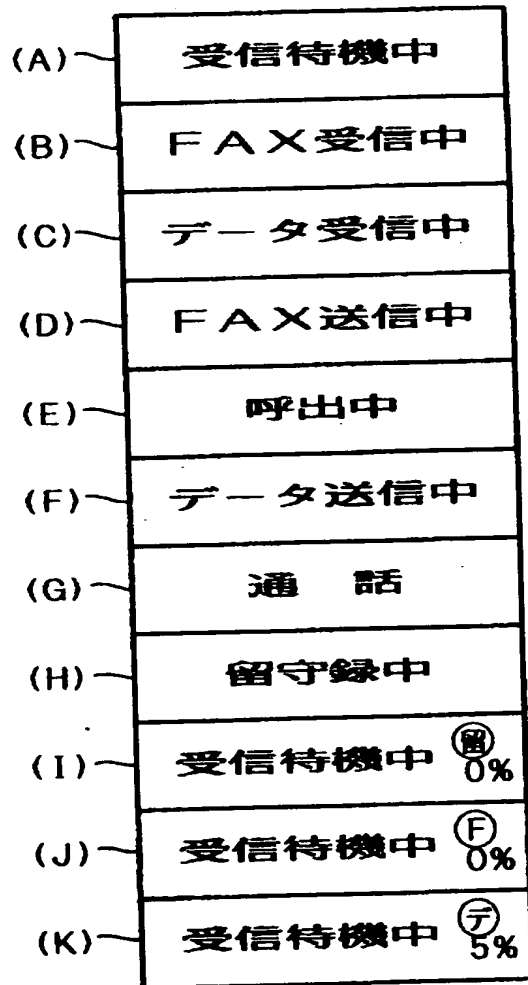 (A) 受信待機中
(B) FAX受信中
(C) データ受信中
(D) FAX送信中
(E) 呼出中
(F) データ送信中
(G) 通 話
(H) 留守録中
(I) 受信待機中 留 0%
(J) 受信待機中 F 0%
(K) 受信待機中 デ 5%